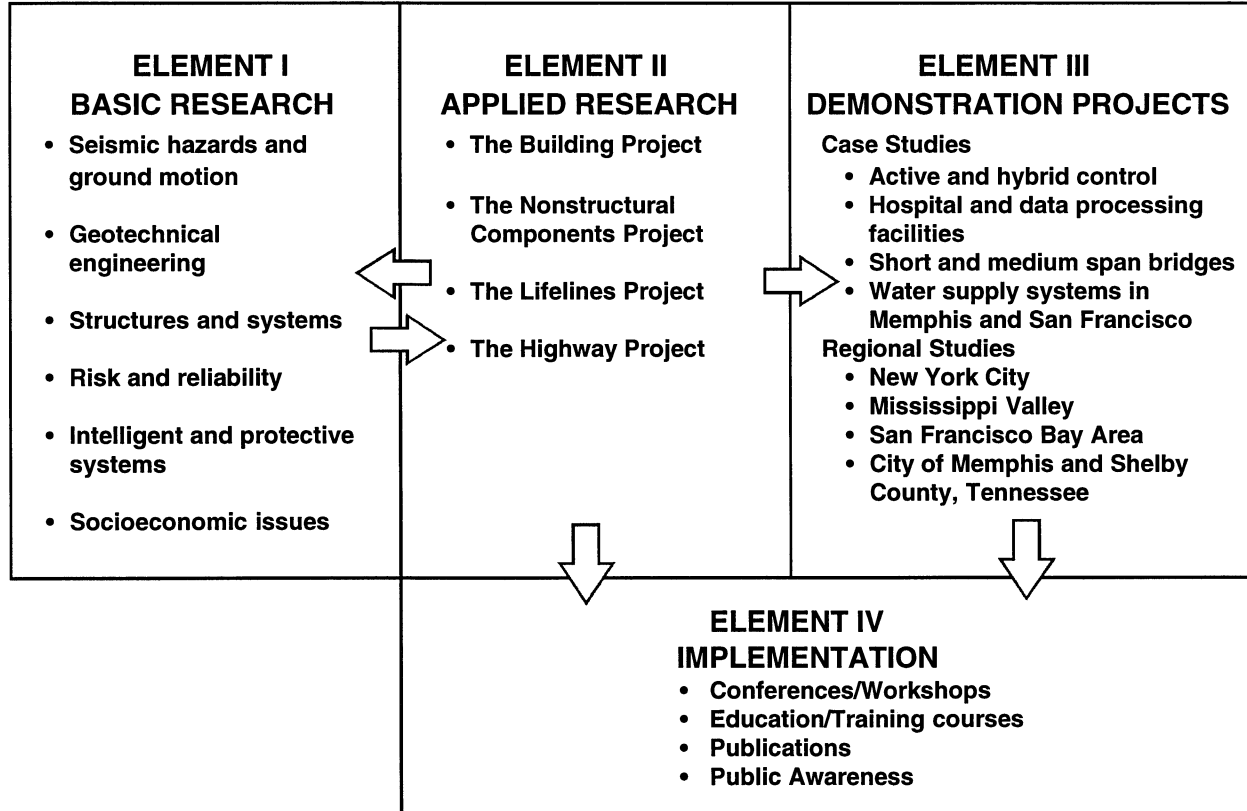 ELEMENT I
BASIC RESEARCH
• Seismic hazards and
ground motion
• Geotechnical
engineering
• Structures and systems
• Risk and reliability
• Intelligent and protective
systems
• Socioeconomic issues
ELEMENT II
APPLIED RESEARCH
• The Building Project
• The Nonstructural
Components Project
• The Lifelines Project
• The Highway Project
ELEMENT III
DEMONSTRATION PROJECTS
Case Studies
• Active and hybrid control
• Hospital and data processing
facilities
• Short and medium span bridges
• Water supply systems in
Memphis and San Francisco
Regional Studies
• New York City
• Mississippi Valley
• San Francisco Bay Area
• City of Memphis and Shelby
County, Tennessee
ELEMENT IV
IMPLEMENTATION
• Conferences/Workshops
• Education/Training courses
• Publications
• Public Awareness